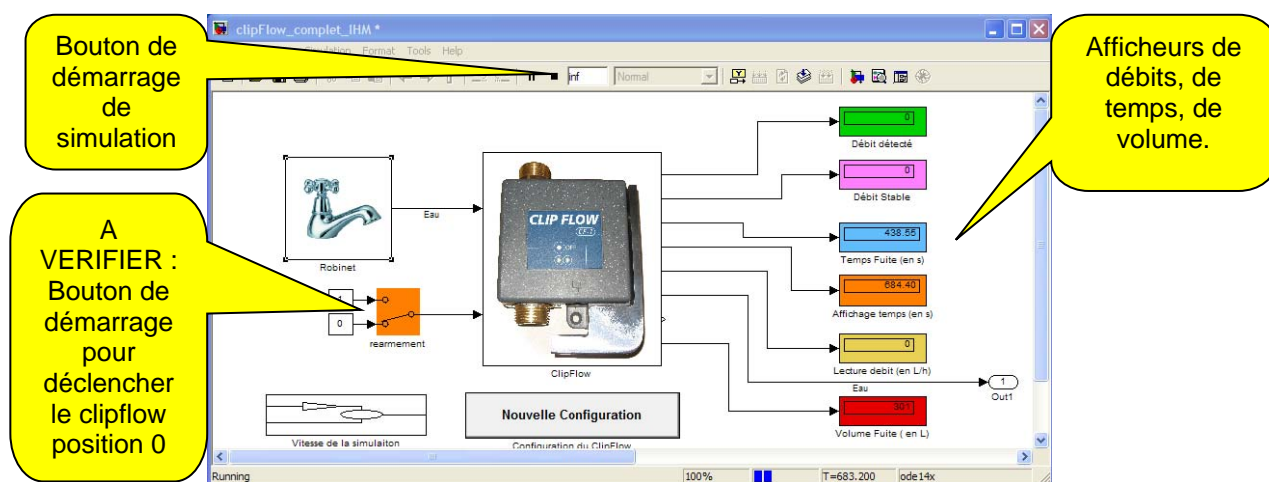 Bouton de
démarrage
de
simulation
A
VERIFIER :
Bouton de
démarrage
pour
déclencher
le clipflow
position 0
clipFlow_complet_IHM *
Simulation Format Tools Help
inf
Normal
Robinet
Eau
1
0
rearmement
CLIP FLOW
OFF
ClipFlow
Vitesse de la simulaiton
Nouvelle Configuration
Configuration du ClipFlow
0
Débit détecté
0
Débit Stable
438.55
Temps Fuite (en s)
684.40
Affichage temps (en s)
0
Lecture debit (en L/h)
Eau
1
Out1
301
Volume Fuite ( en L)
Running
100%
T=683.200
ode14x
Afficheurs de
débits, de
temps, de
volume.